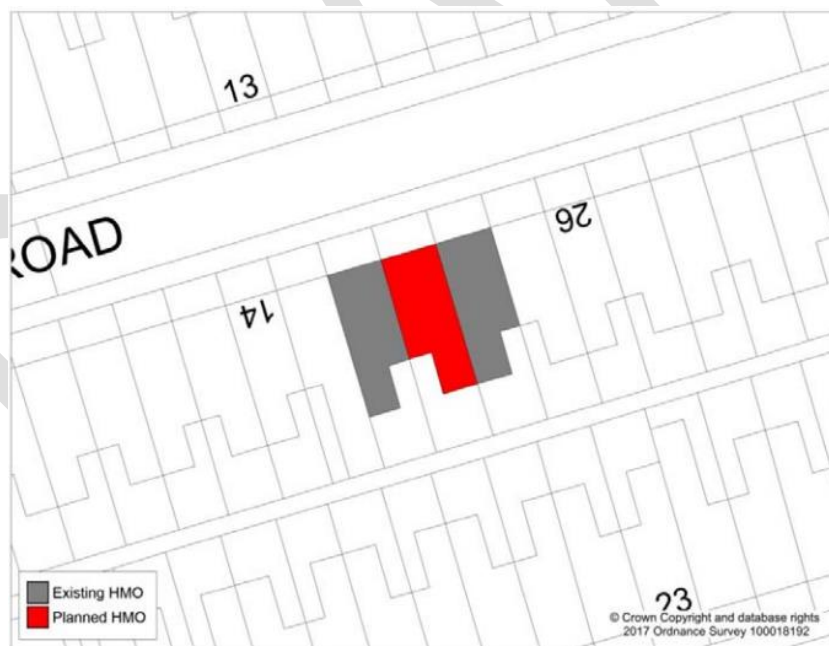 13
ROAD
26
14
23
Existing HMO
Planned HMO
© Crown Copyright and database rights
2017 Ordnance Survey 100018192